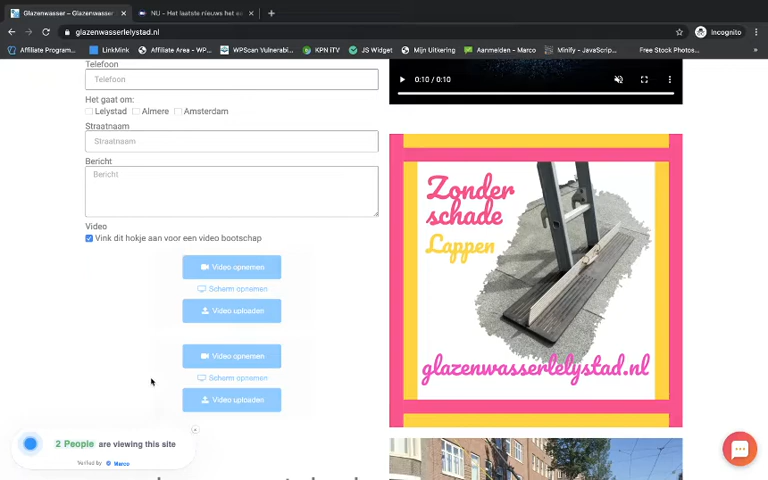 Glazenwasser – Glazenwasser
NU - Het laatste nieuws het e
glazenwasserlelystad.nl
Incognito
Affiliate Program...
LinkMink
Affiliate Area - WP...
WPScan Vulnerabi...
KPN iTV
JS Widget
Mijn Uitkering
Aanmelden - Marco
Minify - JavaScrip...
Free Stock Photos...
»
Telefoon
Telefoon
Het gaat om:
Lelystad Almere Amsterdam
Straatnaam
Straatnaam
Bericht
Bericht
Video
Vink dit hokje aan voor een video bootschap
Video opnemen
Scherm opnemen
Video uploaden
Video opnemen
Scherm opnemen
Video uploaden
2 People are viewing this site
Verified by Marco
0:10 / 0:10
Zonder
schade
Lappen
glazenwasserlelystad.nl